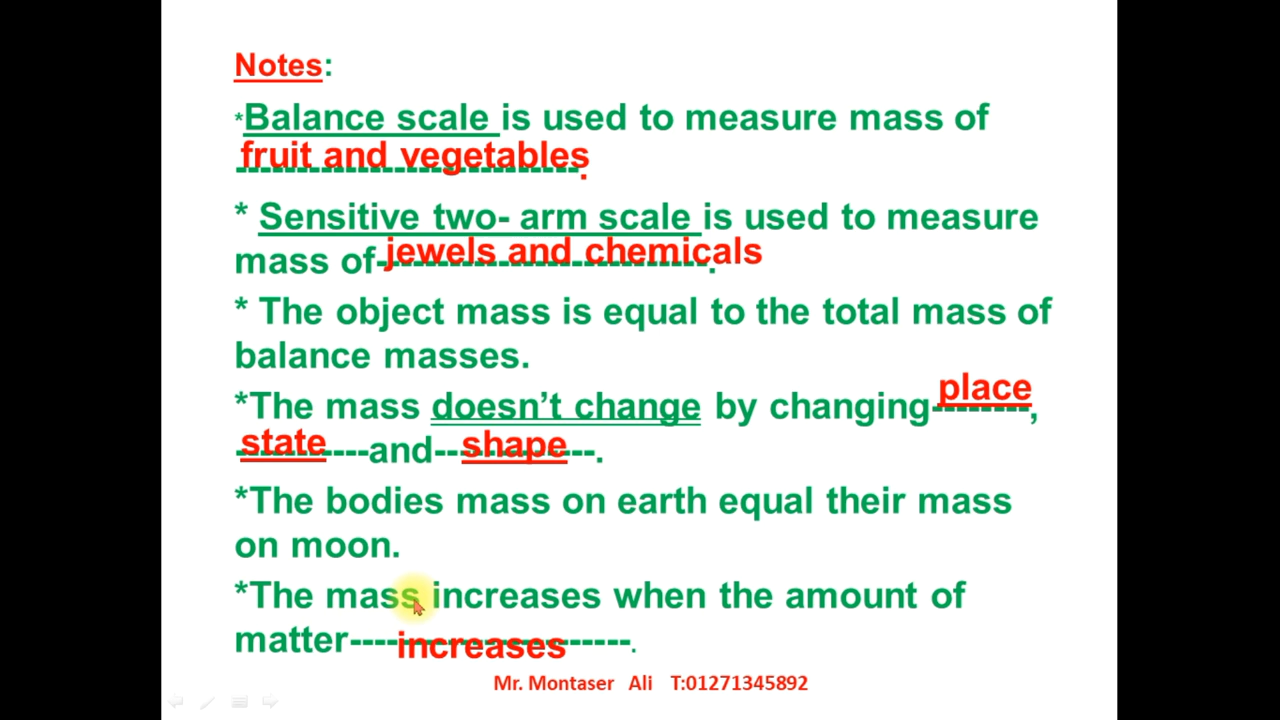 Notes:
*Balance scale is used to measure mass of
fruit and vegetables.
* Sensitive two- arm scale is used to measure
mass of jewels and chemicals.
* The object mass is equal to the total mass of
balance masses.
*The mass doesn't change by changing place,
state and shape.
*The bodies mass on earth equal their mass
on moon.
*The mass increases when the amount of
matter increases.
Mr. Montaser Ali T:01271345892